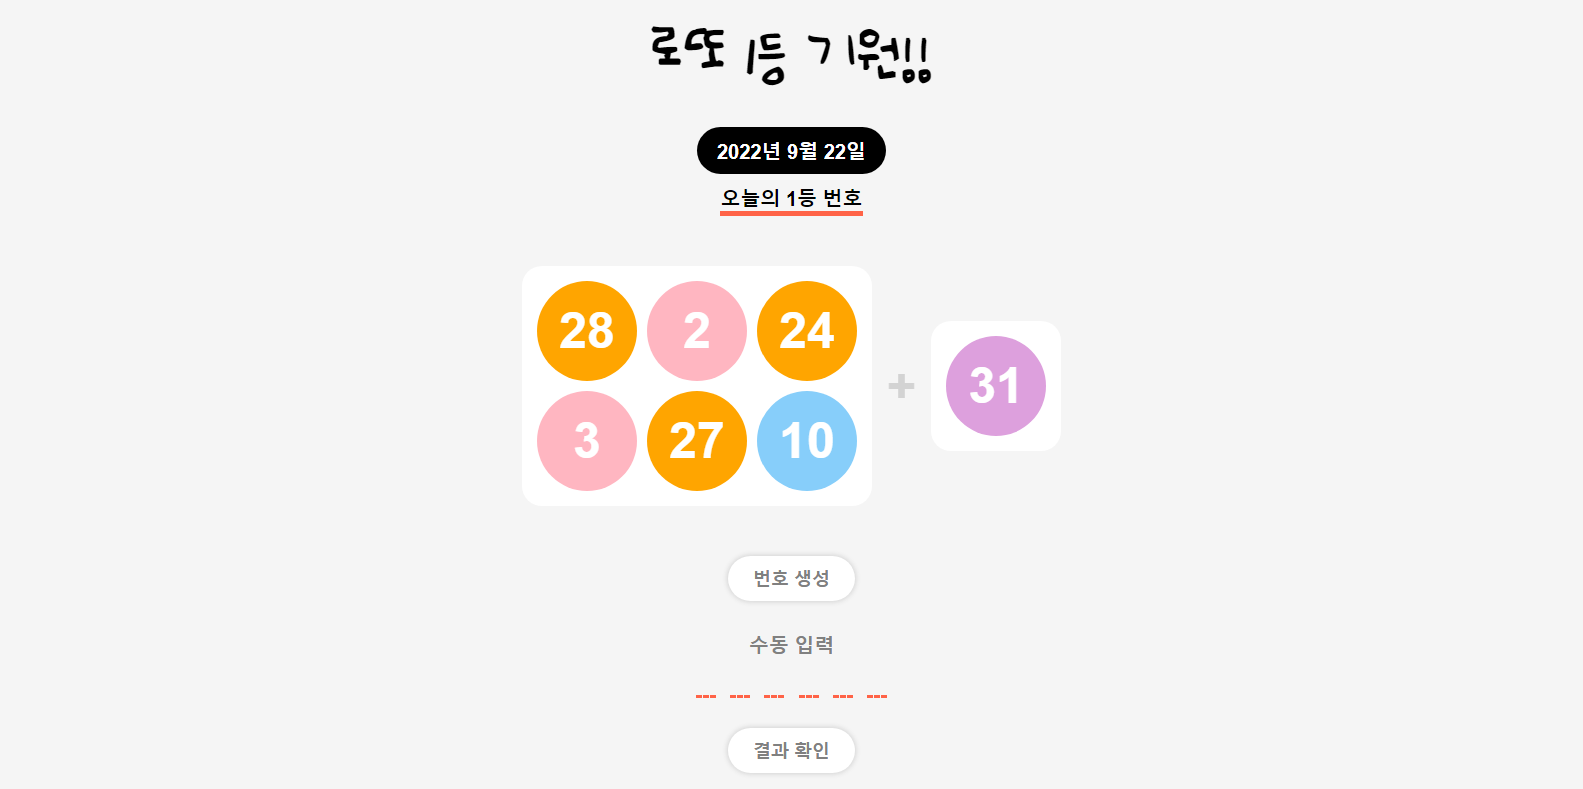 로또 1등 기원!!
2022년 9월 22일
오늘의 1등 번호
28 2 24
3 27 10
+ 31
번호 생성
수동 입력
--- --- --- --- --- ---
결과 확인